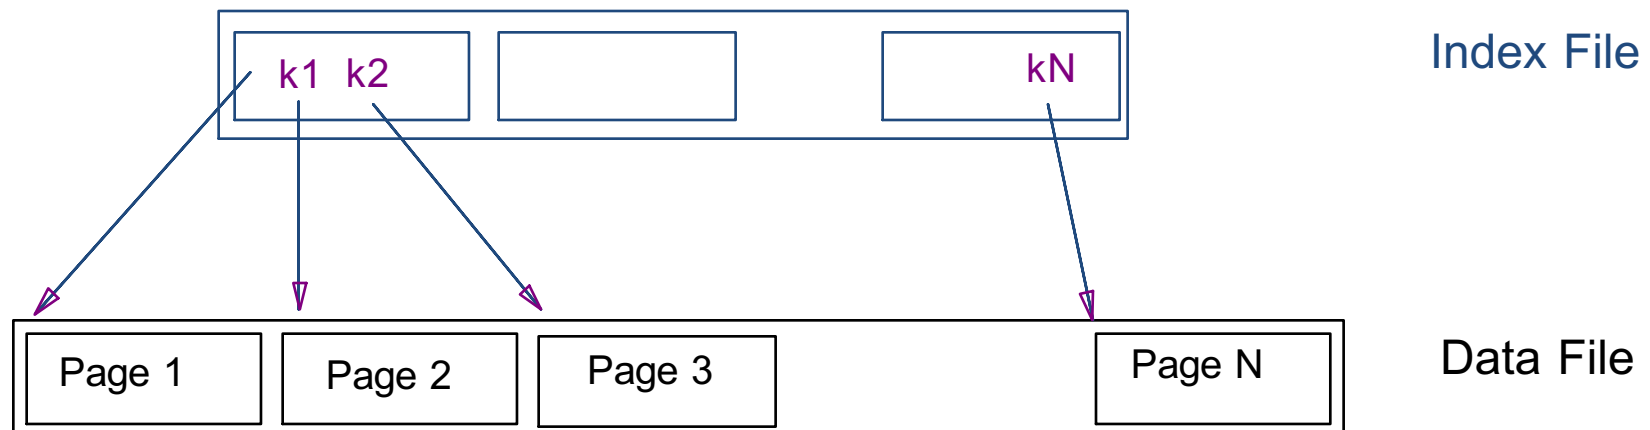 k1 k2 kN Index File
Page 1 Page 2 Page 3 Page N Data File